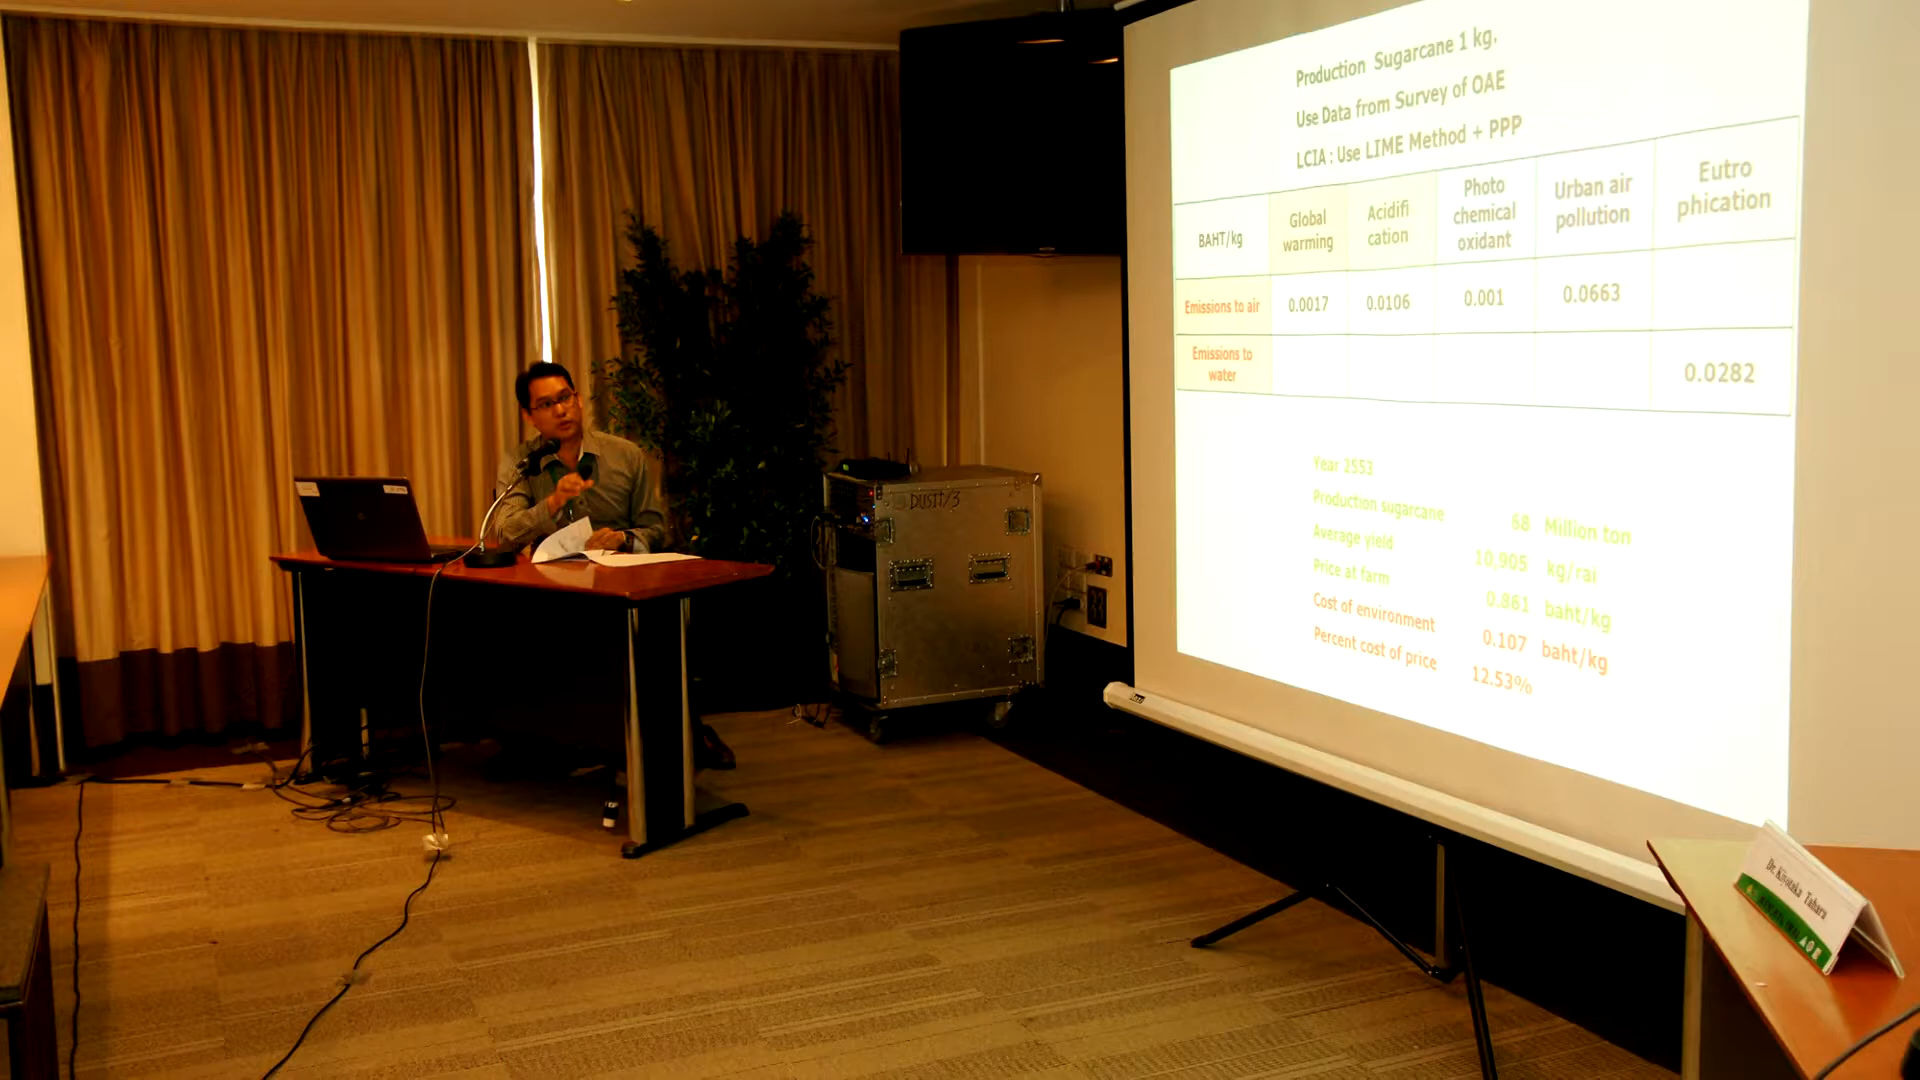 Production Sugarcane 1 kg.
Use Data from Survey of OAE
LCIA : Use LIME Method + PPP
BAHT/kg
Global
warming
Acidifi
cation
Photo
chemical
oxidant
Urban air
pollution
Eutro
phication
Emissions to air
0.0017
0.0106
0.001
0.0663
Emissions to
water
0.0282
Year 2553
Production sugarcane 68 Million ton
Average yield 10,905 kg/rai
Price at farm 0.861 baht/kg
Cost of environment 0.107 baht/kg
Percent cost of price 12.53%
DUSIT/3
Dr. Kiyotaka Tahara